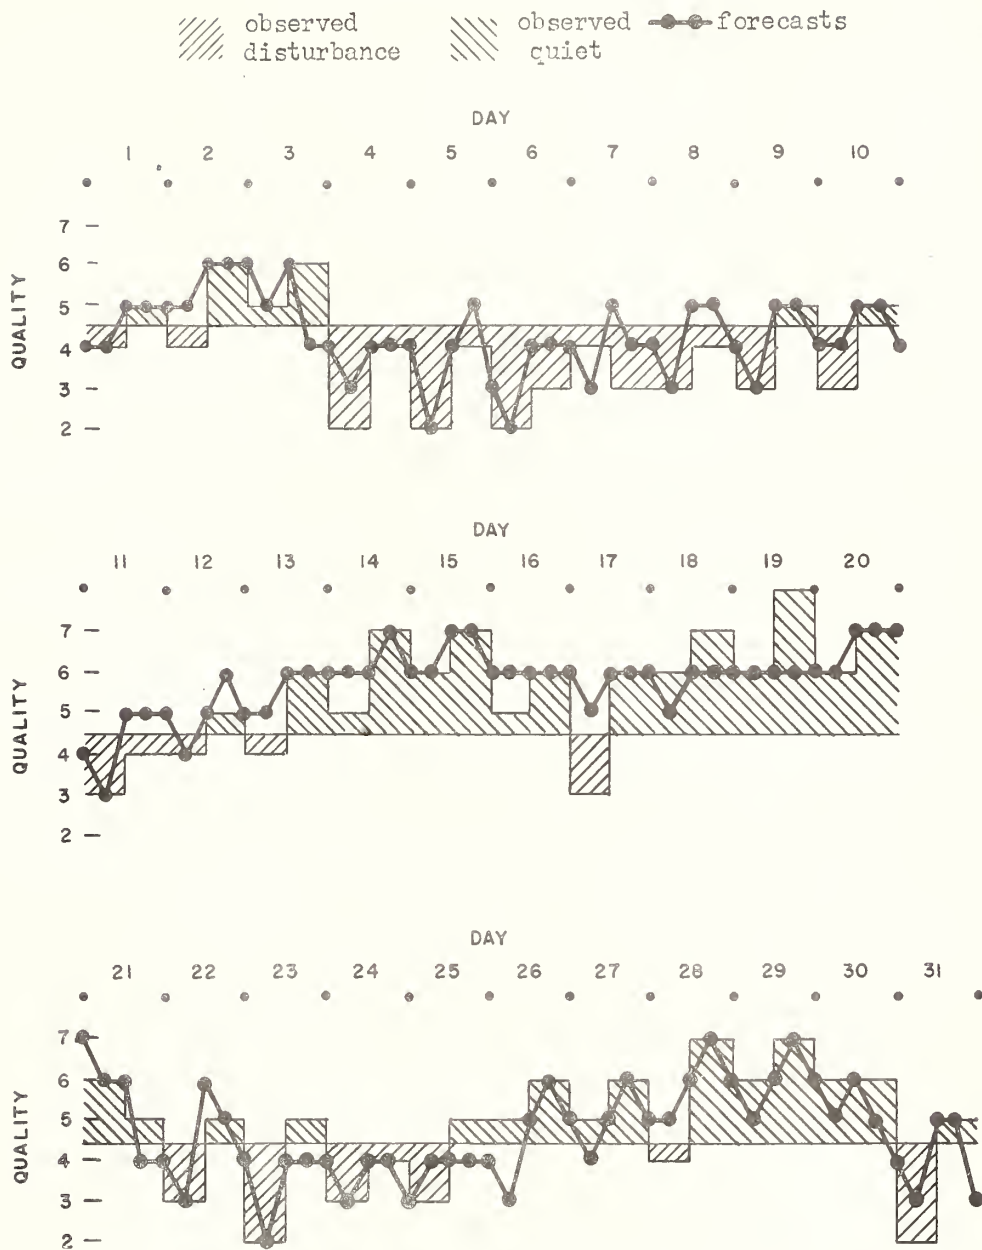 observed disturbance
observed quiet
forecasts
DAY
1 2 3 4 5 6 7 8 9 10
QUALITY
7
6
5
4
3
2
DAY
11 12 13 14 15 16 17 18 19 20
QUALITY
7
6
5
4
3
2
DAY
21 22 23 24 25 26 27 28 29 30 31
QUALITY
7
6
5
4
3
2